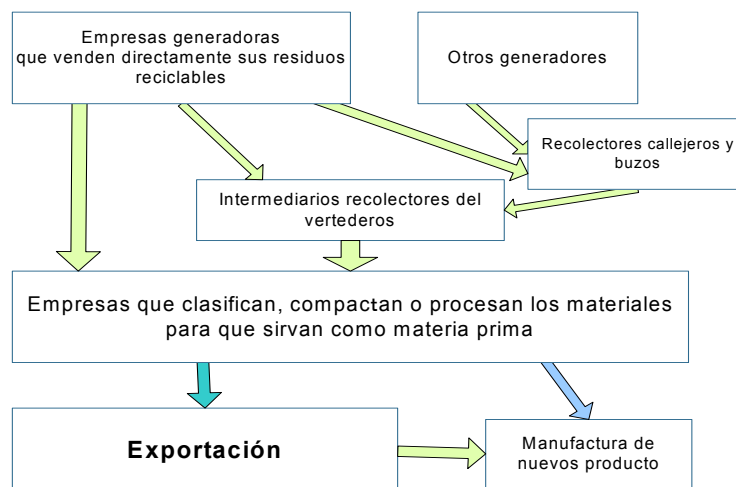 Empresas generadoras
que venden directamente sus residuos
reciclables
Otros generadores
Recolectores callejeros y
buzos
Intermediarios recolectores del
vertederos
Empresas que clasifican, compactan o procesan los materiales
para que sirvan como materia prima
Exportación
Manufactura de
nuevos producto